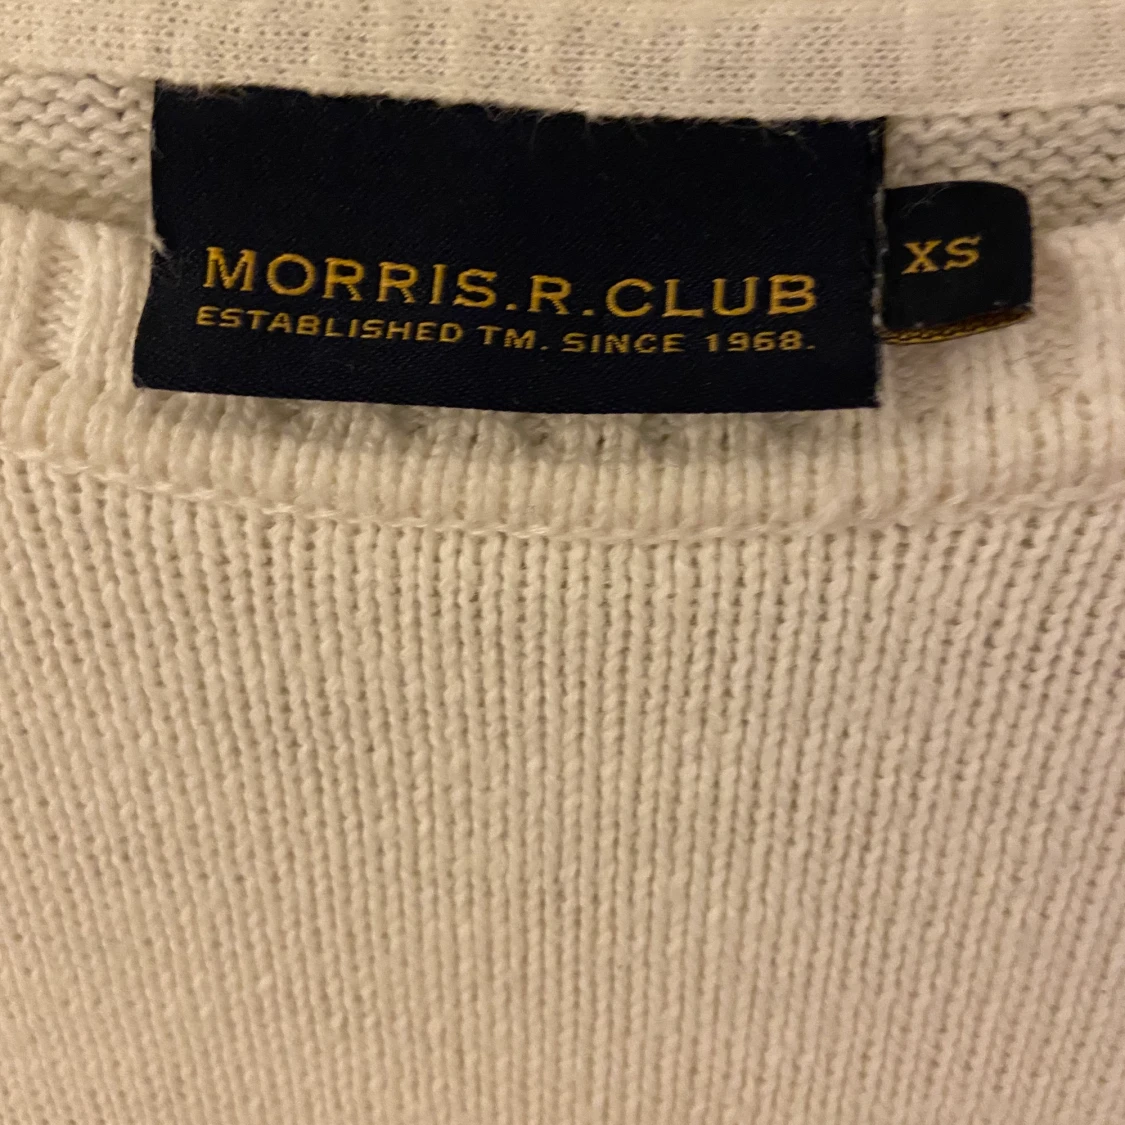 MORRIS.R.CLUB
ESTABLISHED TM. SINCE 1968.
XS